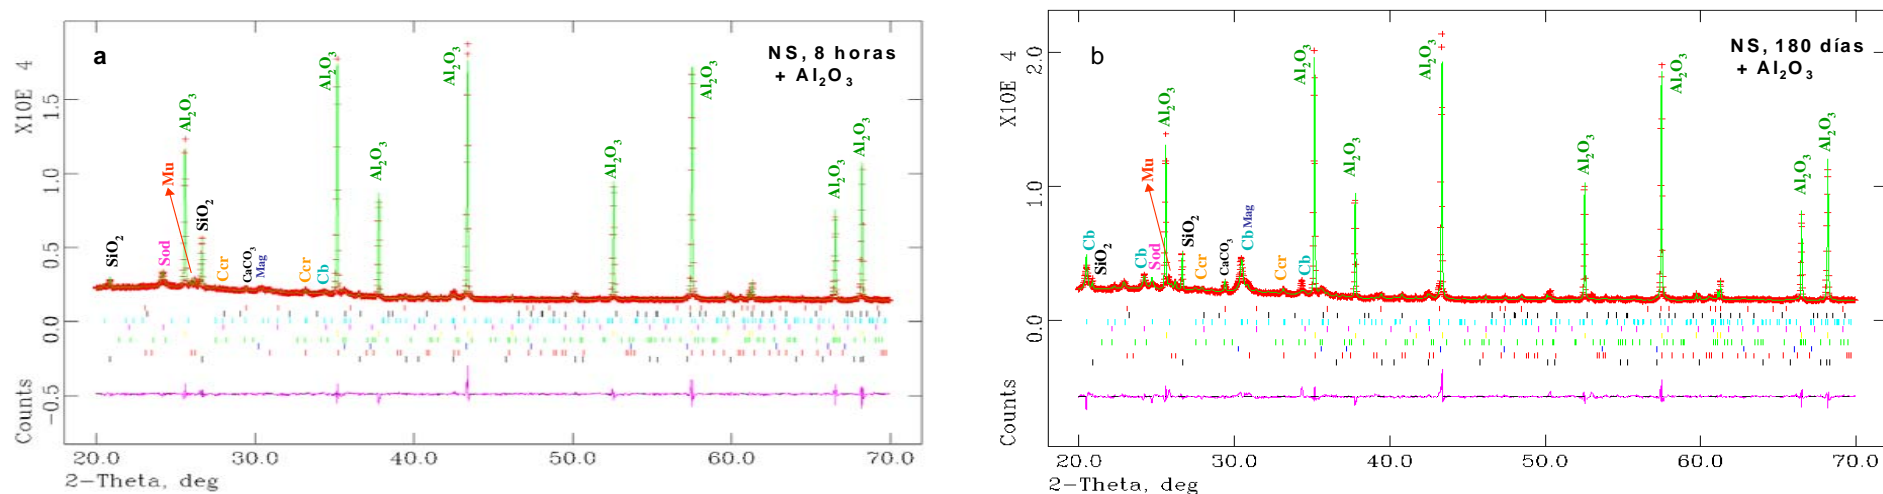 a
NS, 8 horas
+ Al₂O₃
X10E 4
Counts
1.5
1.0
0.5
0.0
−0.5
SiO₂
Sod
Al₂O₃
Mu
SiO₂
Ccr
CaCO₃
Mag
Ccr
Cb
Al₂O₃
Al₂O₃
Al₂O₃
Al₂O₃
Al₂O₃
Al₂O₃
Al₂O₃
20.0 30.0 40.0 50.0 60.0 70.0
2−Theta, deg
b
NS, 180 días
+ Al₂O₃
X10E 4
Counts
2.0
1.0
0.0
Cb
SiO₂
Cb
Sod
Mu
Al₂O₃
SiO₂
Ccr
CaCO₃
Cb
Mag
Ccr
Cb
Al₂O₃
Al₂O₃
Al₂O₃
Al₂O₃
Al₂O₃
Al₂O₃
Al₂O₃
20.0 30.0 40.0 50.0 60.0 70.0
2−Theta, deg